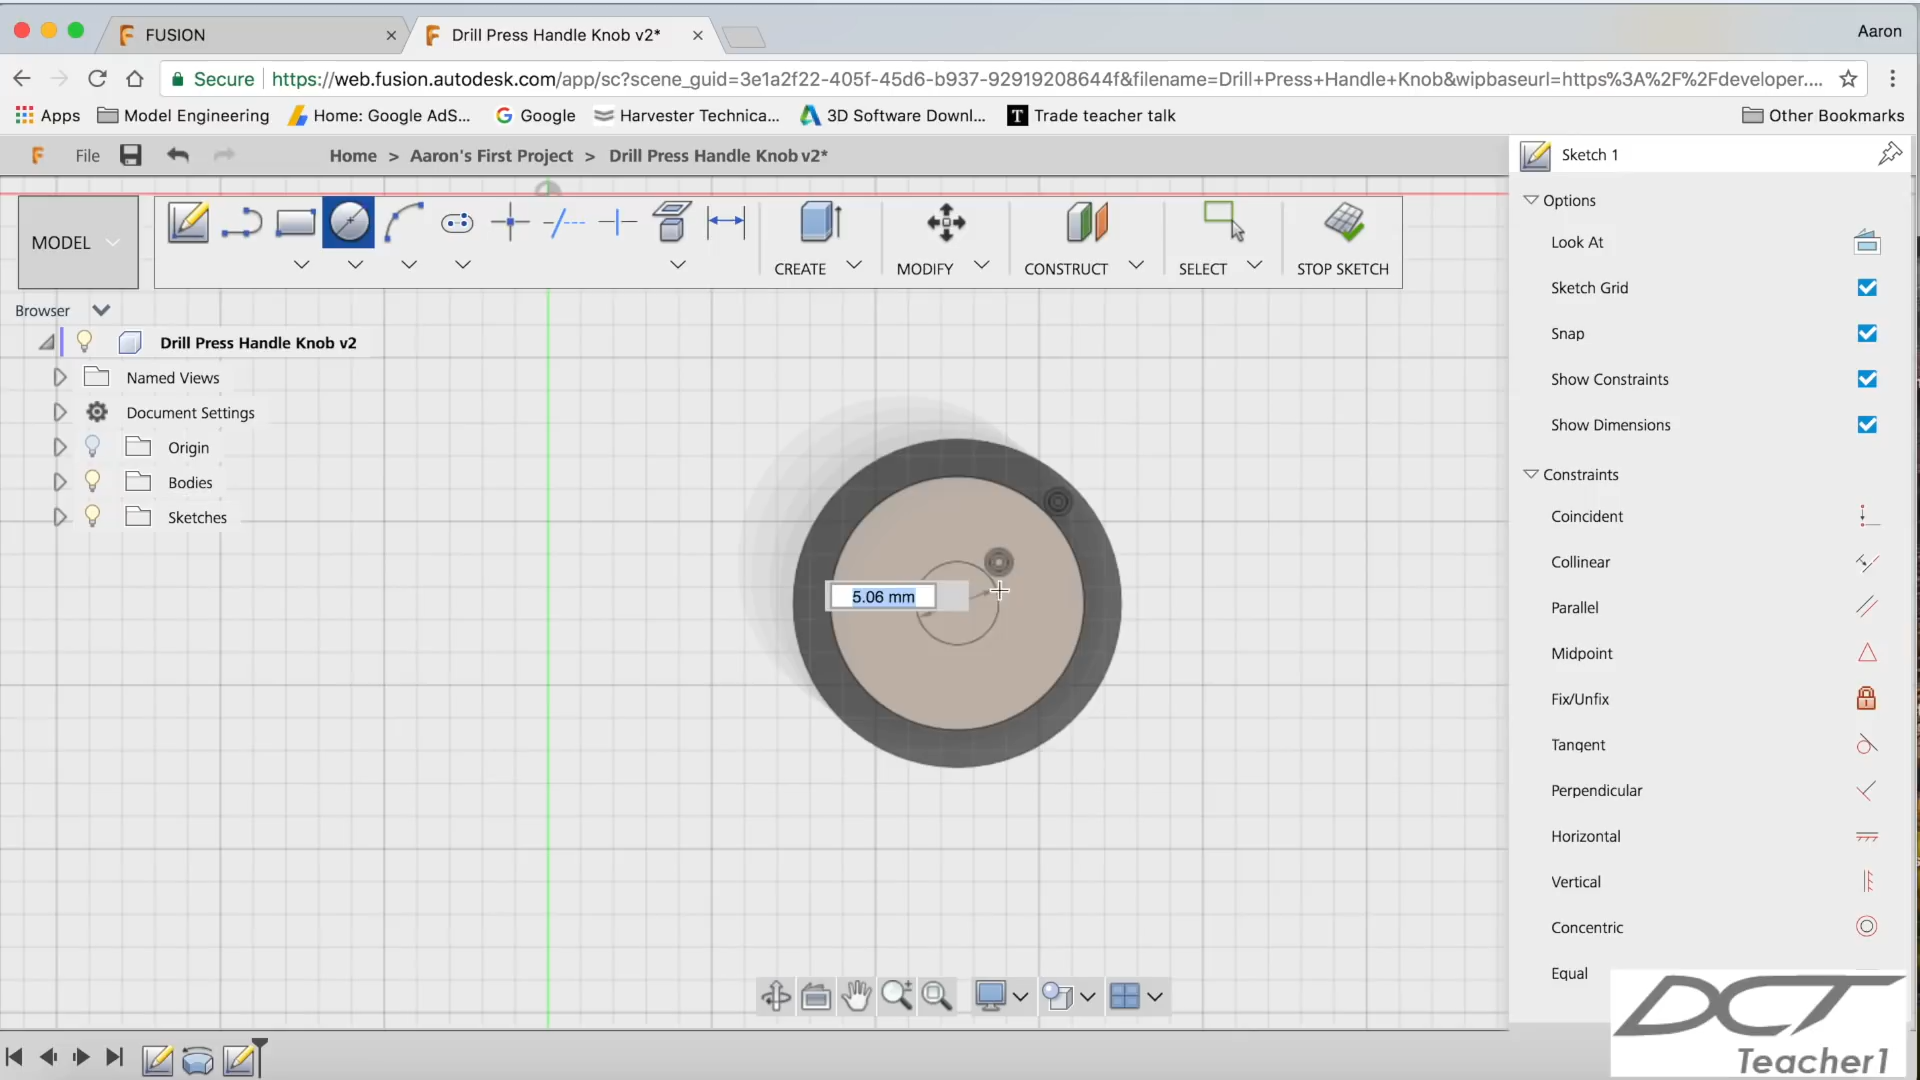 FUSION
Drill Press Handle Knob v2*
Aaron
Secure
https://web.fusion.autodesk.com/app/sc?scene_guid=3e1a2f22-405f-45d6-b937-92919208644f&filename=Drill+Press+Handle+Knob&wipbaseurl=https%3A%2F%2Fdeveloper....
Apps
Model Engineering
Home: Google AdS...
Google
Harvester Technica...
3D Software Downl...
T
Trade teacher talk
Other Bookmarks
File
Home > Aaron's First Project > Drill Press Handle Knob v2*
Sketch 1
MODEL
CREATE
MODIFY
CONSTRUCT
SELECT
STOP SKETCH
Options
Look At
Sketch Grid
Snap
Show Constraints
Show Dimensions
Constraints
Coincident
Collinear
Parallel
Midpoint
Fix/Unfix
Tangent
Perpendicular
Horizontal
Vertical
Concentric
Equal
Browser
Drill Press Handle Knob v2
Named Views
Document Settings
Origin
Bodies
Sketches
5.06 mm
DCT
Teacher1